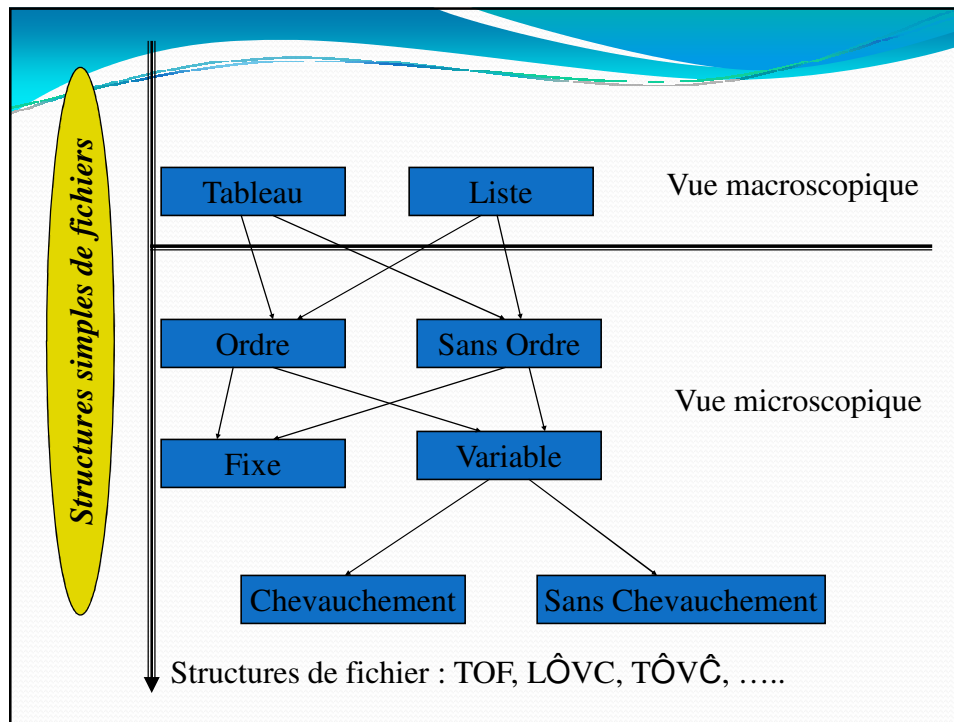 Structures simples de fichiers
Tableau
Liste
Vue macroscopique
Ordre
Sans Ordre
Vue microscopique
Fixe
Variable
Chevauchement
Sans Chevauchement
Structures de fichier : TOF, LÔVC, TÔVĈ, …..